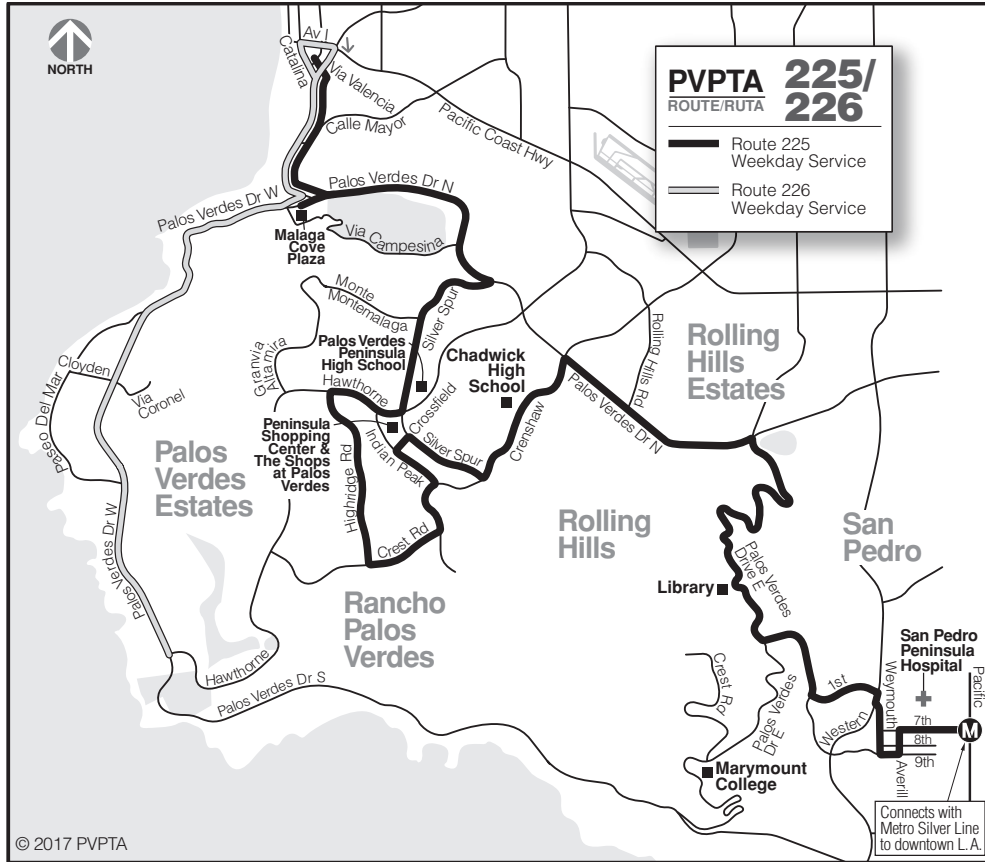 NORTH
Av I
Catalina
Via Valencia
Calle Mayor
Pacific Coast Hwy
PVPTA
ROUTE/RUTA
225/
226
Route 225
Weekday Service
Route 226
Weekday Service
Palos Verdes Dr W
Palos Verdes Dr N
Malaga
Cove
Plaza
Via Campesina
Monte
Montemalaga
Silver Spur
Granvia
Altamira
Palos Verdes
Peninsula
High School
Hawthorne
Crossfield
Chadwick
High
School
Rolling Hills Rd
Rolling
Hills
Estates
Cloyden
Via
Coronel
Paseo Del Mar
Peninsula
Shopping
Center &
The Shops
at Palos
Verdes
Indian Peak
Silver Spur
Crenshaw
Palos Verdes Dr N
Palos
Verdes
Estates
Highridge Rd
Crest Rd
Rolling
Hills
San
Pedro
Palos Verdes Dr W
Palos Verdes
Drive E
Library
Rancho
Palos
Verdes
Hawthorne
Palos Verdes Dr S
Crest Rd
Palos Verdes
Dr E
1st
Western
Weymouth
San Pedro
Peninsula
Hospital
Pacific
7th
8th
9th
M
Averill
Marymount
College
Connects with
Metro Silver Line
to downtown L.A.
© 2017 PVPTA